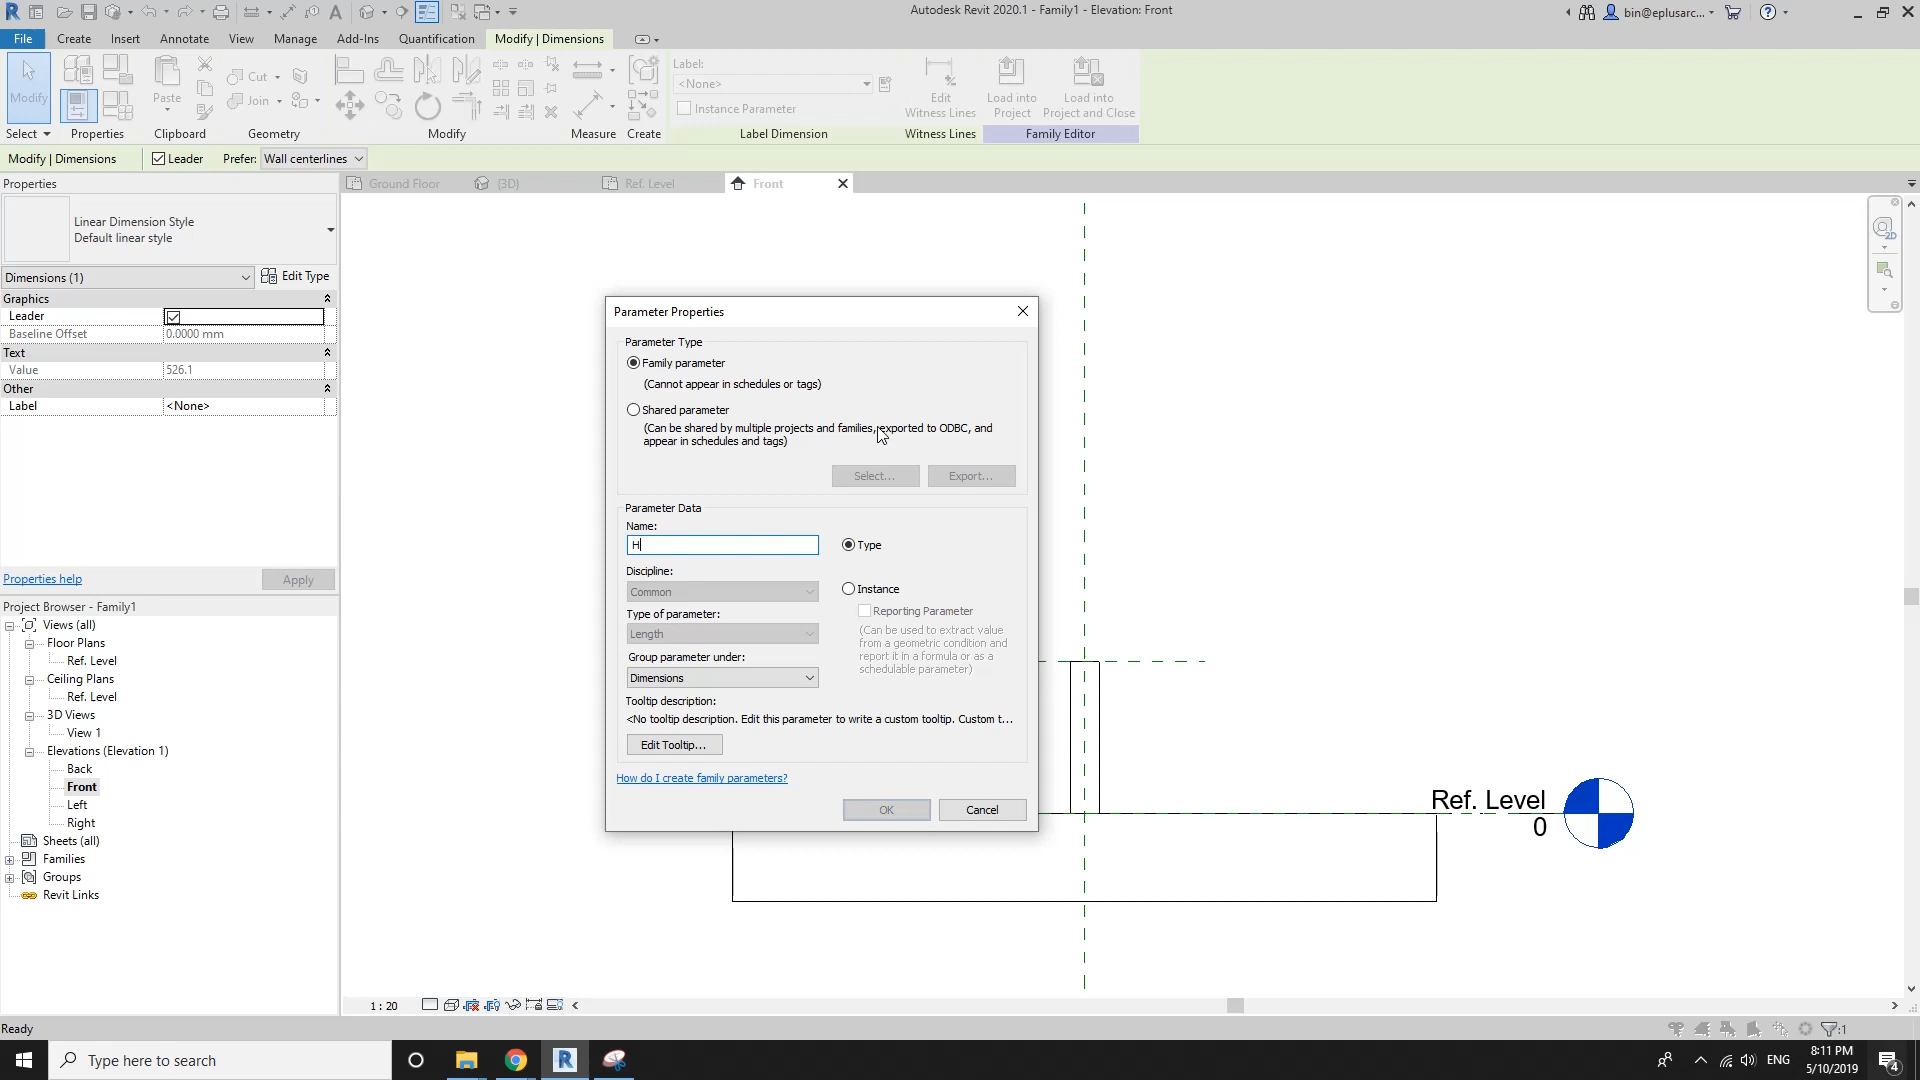 Autodesk Revit 2020.1 - Family1 - Elevation: Front
bin@eplusarc...
File Create Insert Annotate View Manage Add-Ins Quantification Modify | Dimensions
Modify
Paste
Cut
Join
Label:
<None>
Instance Parameter
Edit
Witness Lines
Load into
Project
Load into
Project and Close
Select Properties Clipboard Geometry Modify Measure Create Label Dimension Witness Lines Family Editor
Modify | Dimensions Leader Prefer: Wall centerlines
Properties
Ground Floor {3D} Ref. Level Front
Linear Dimension Style
Default linear style
Dimensions (1) Edit Type
Graphics
Leader
Baseline Offset 0.0000 mm
Text
Value 526.1
Other
Label <None>
Properties help Apply
Project Browser - Family1
Views (all)
Floor Plans
Ref. Level
Ceiling Plans
Ref. Level
3D Views
View 1
Elevations (Elevation 1)
Back
Front
Left
Right
Sheets (all)
Families
Groups
Revit Links
Parameter Properties
Parameter Type
Family parameter
(Cannot appear in schedules or tags)
Shared parameter
(Can be shared by multiple projects and families, exported to ODBC, and
appear in schedules and tags)
Select... Export...
Parameter Data
Name:
H
Type
Discipline:
Common
Instance
Reporting Parameter
(Can be used to extract value
from a geometric condition and
report it in a formula or as a
schedulable parameter)
Type of parameter:
Length
Group parameter under:
Dimensions
Tooltip description:
<No tooltip description. Edit this parameter to write a custom tooltip. Custom t...
Edit Tooltip...
How do I create family parameters?
OK Cancel
Ref. Level
0
2D
1 : 20
Ready
:1
Type here to search
ENG
8:11 PM
5/10/2019
4